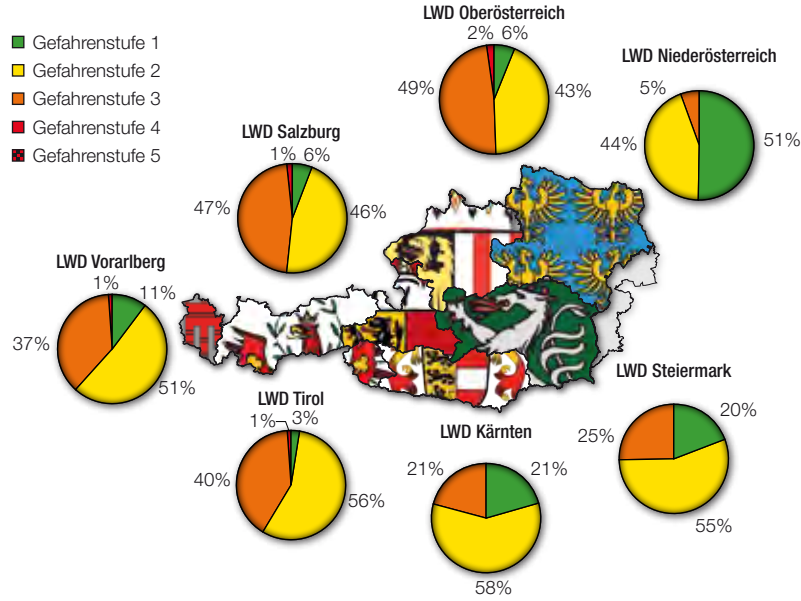 Gefahrenstufe 1
Gefahrenstufe 2
Gefahrenstufe 3
Gefahrenstufe 4
Gefahrenstufe 5
LWD Oberösterreich
2% 6%
49%
43%
LWD Niederösterreich
5%
44%
51%
LWD Salzburg
1% 6%
47%
46%
LWD Vorarlberg
1%
11%
37%
51%
LWD Tirol
1% 3%
40%
56%
LWD Kärnten
21%
21%
58%
LWD Steiermark
20%
25%
55%